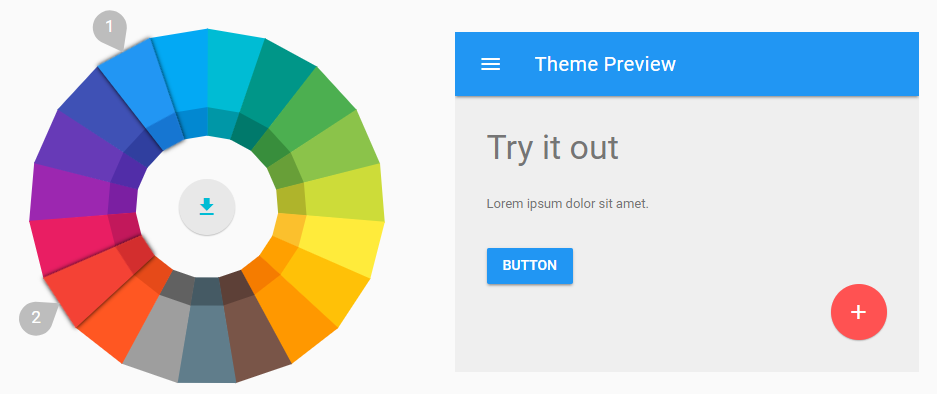 1
2
Theme Preview
Try it out
Lorem ipsum dolor sit amet.
BUTTON
+